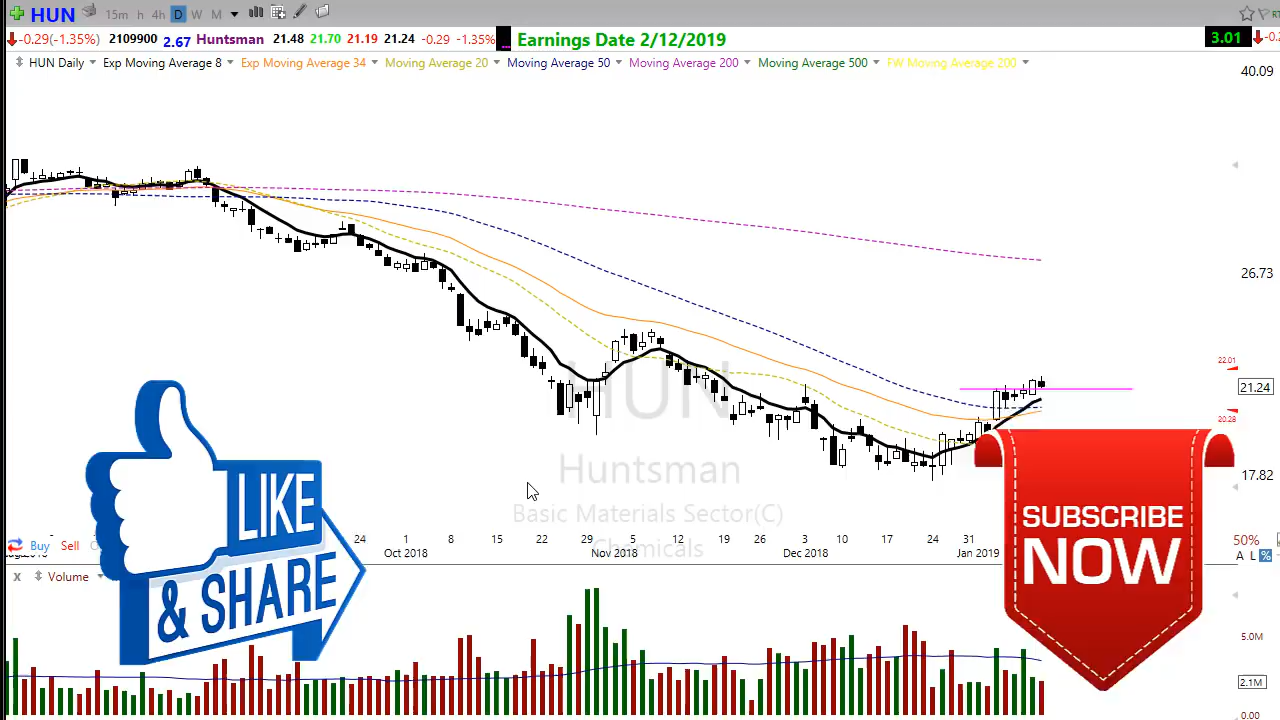 HUN 15m h 4h D W M
-0.29(-1.35%) 2109900 2.67 Huntsman 21.48 21.70 21.19 21.24 -0.29 -1.35% Earnings Date 2/12/2019 3.01
HUN Daily Exp Moving Average 8 Exp Moving Average 34 Moving Average 20 Moving Average 50 Moving Average 200 Moving Average 500 FW Moving Average 200
40.09
26.73
22.01
21.24
20.28
17.82
HUN
Huntsman
Basic Materials Sector(C)
Chemicals
24 1 8 15 22 29 5 12 19 26 3 10 17 24 31
Oct 2018 Nov 2018 Dec 2018 Jan 2019
Buy Sell
50%
A L %
X Volume
5.0M
2.1M
0.00
LIKE
& SHARE
SUBSCRIBE
NOW